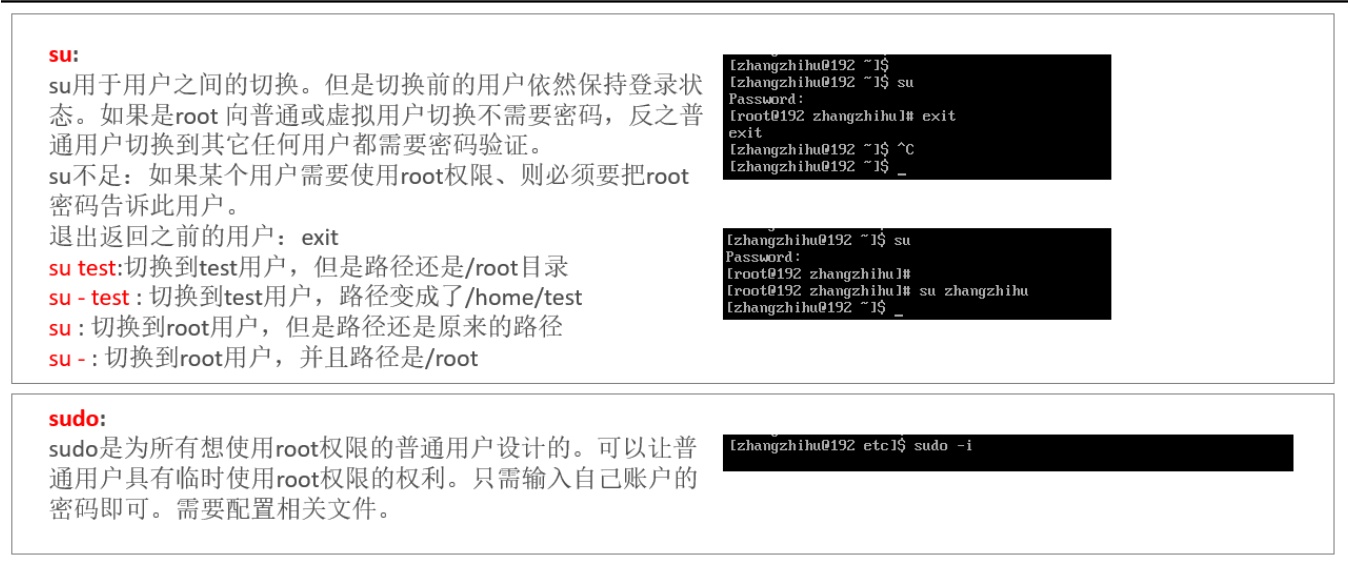 su:
su用于用户之间的切换。但是切换前的用户依然保持登录状
态。如果是root 向普通或虚拟用户切换不需要密码，反之普
通用户切换到其它任何用户都需要密码验证。
su不足：如果某个用户需要使用root权限、则必须要把root
密码告诉此用户。
退出返回之前的用户：exit
su test:切换到test用户，但是路径还是/root目录
su - test : 切换到test用户，路径变成了/home/test
su : 切换到root用户，但是路径还是原来的路径
su - : 切换到root用户，并且路径是/root
[zhangzhihu@192 ~]$
[zhangzhihu@192 ~]$ su
Password:
[root@192 zhangzhihu]# exit
exit
[zhangzhihu@192 ~]$ ^C
[zhangzhihu@192 ~]$ _
[zhangzhihu@192 ~]$ su
Password:
[root@192 zhangzhihu]#
[root@192 zhangzhihu]# su zhangzhihu
[zhangzhihu@192 ~]$ _
sudo:
sudo是为所有想使用root权限的普通用户设计的。可以让普
通用户具有临时使用root权限的权利。只需输入自己账户的
密码即可。需要配置相关文件。
[zhangzhihu@192 etc]$ sudo -i